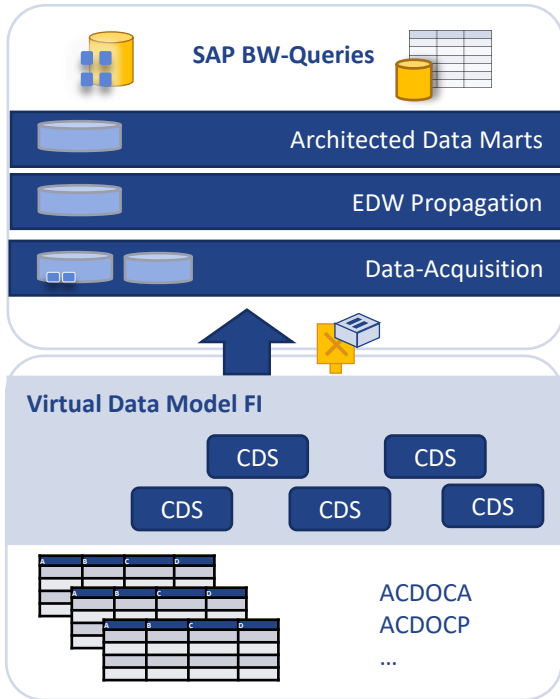 SAP BW-Queries
Architected Data Marts
EDW Propagation
Data-Acquisition
Virtual Data Model FI
CDS CDS
CDS CDS CDS
A B C D
A B C D
A B C D
ACDOCA
ACDOCP
...